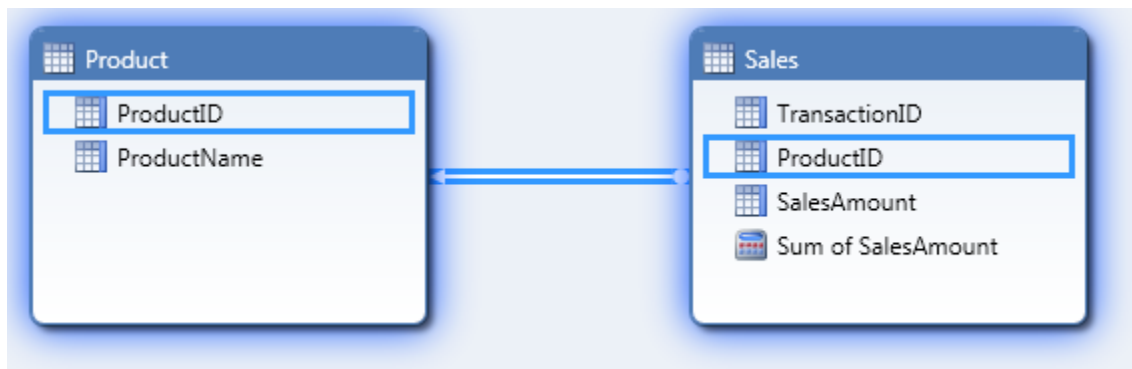 Product
ProductID
ProductName
Sales
TransactionID
ProductID
SalesAmount
Sum of SalesAmount